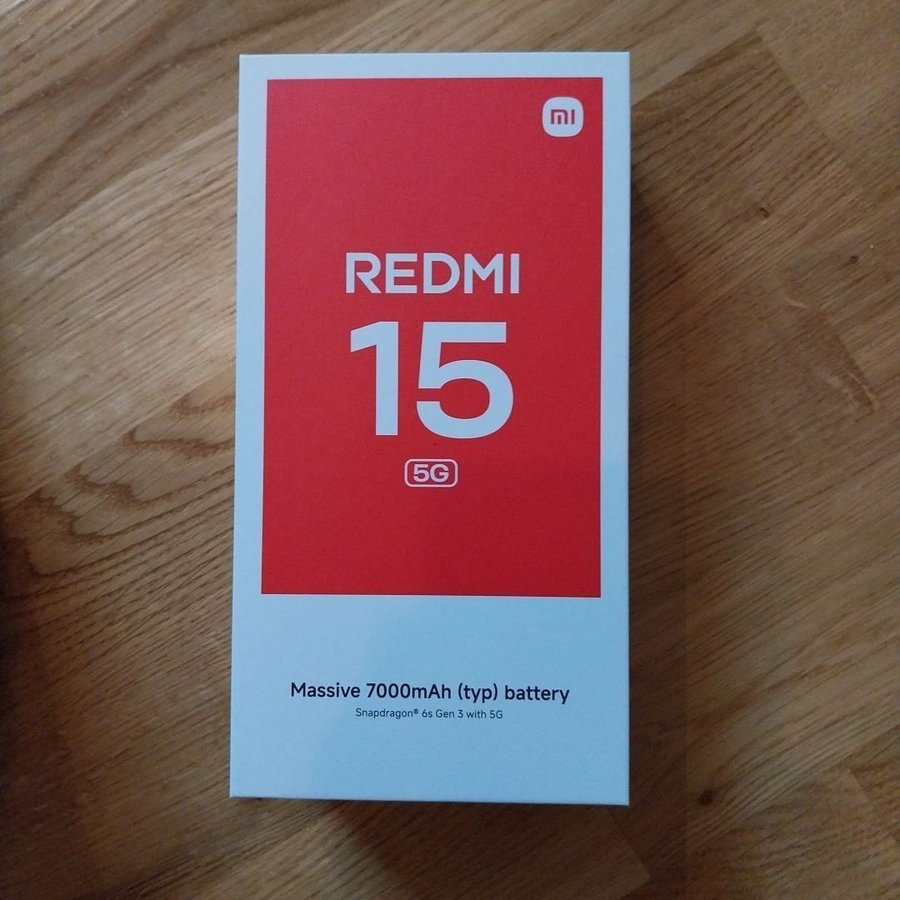 mi
REDMI
15
5G
Massive 7000mAh (typ) battery
Snapdragon® 6s Gen 3 with 5G